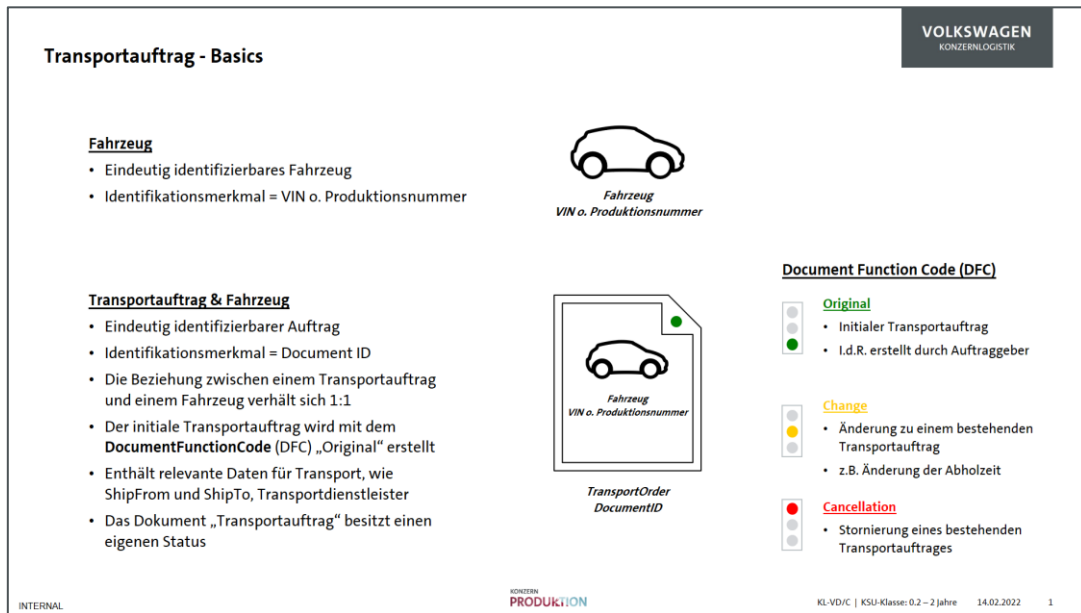 VOLKSWAGEN
KONZERNLOGISTIK
Transportauftrag - Basics
Fahrzeug
• Eindeutig identifizierbares Fahrzeug
• Identifikationsmerkmal = VIN o. Produktionsnummer
Fahrzeug
VIN o. Produktionsnummer
Transportauftrag & Fahrzeug
• Eindeutig identifizierbarer Auftrag
• Identifikationsmerkmal = Document ID
• Die Beziehung zwischen einem Transportauftrag
und einem Fahrzeug verhält sich 1:1
• Der initiale Transportauftrag wird mit dem
DocumentFunctionCode (DFC) „Original“ erstellt
• Enthält relevante Daten für Transport, wie
ShipFrom und ShipTo, Transportdienstleister
• Das Dokument „Transportauftrag“ besitzt einen
eigenen Status
Fahrzeug
VIN o. Produktionsnummer
TransportOrder
DocumentID
Document Function Code (DFC)
Original
• Initialer Transportauftrag
• I.d.R. erstellt durch Auftraggeber
Change
• Änderung zu einem bestehenden
Transportauftrag
• z.B. Änderung der Abholzeit
Cancellation
• Stornierung eines bestehenden
Transportauftrages
INTERNAL
KONZERN
PRODUKTION
KL-VD/C | KSU-Klasse: 0.2 – 2 Jahre 14.02.2022 1